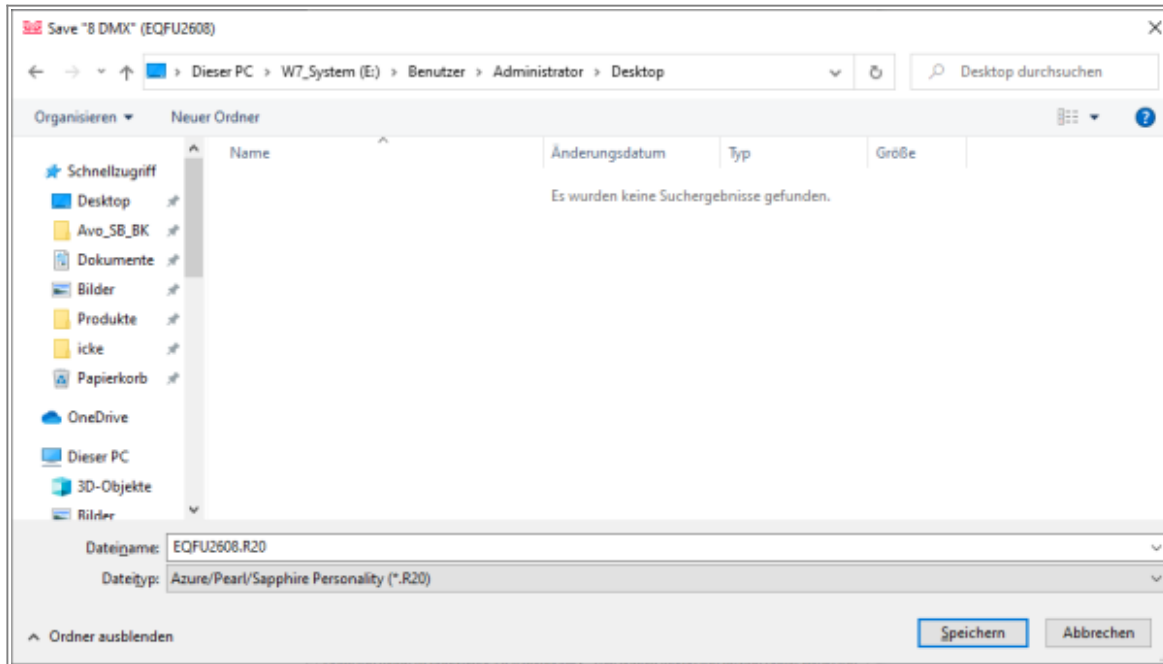 Save "8 DMX" (EQFU2608)
Dieser PC > W7_System (E:) > Benutzer > Administrator > Desktop
Desktop durchsuchen
Organisieren
Neuer Ordner
Name
Änderungsdatum
Typ
Größe
Es wurden keine Suchergebnisse gefunden.
Schnellzugriff
Desktop
Avo_SB_BK
Dokumente
Bilder
Produkte
icke
Papierkorb
OneDrive
Dieser PC
3D-Objekte
Bilder
Dateiname: EQFU2608.R20
Dateityp: Azure/Pearl/Sapphire Personality (*.R20)
Ordner ausblenden
Speichern
Abbrechen